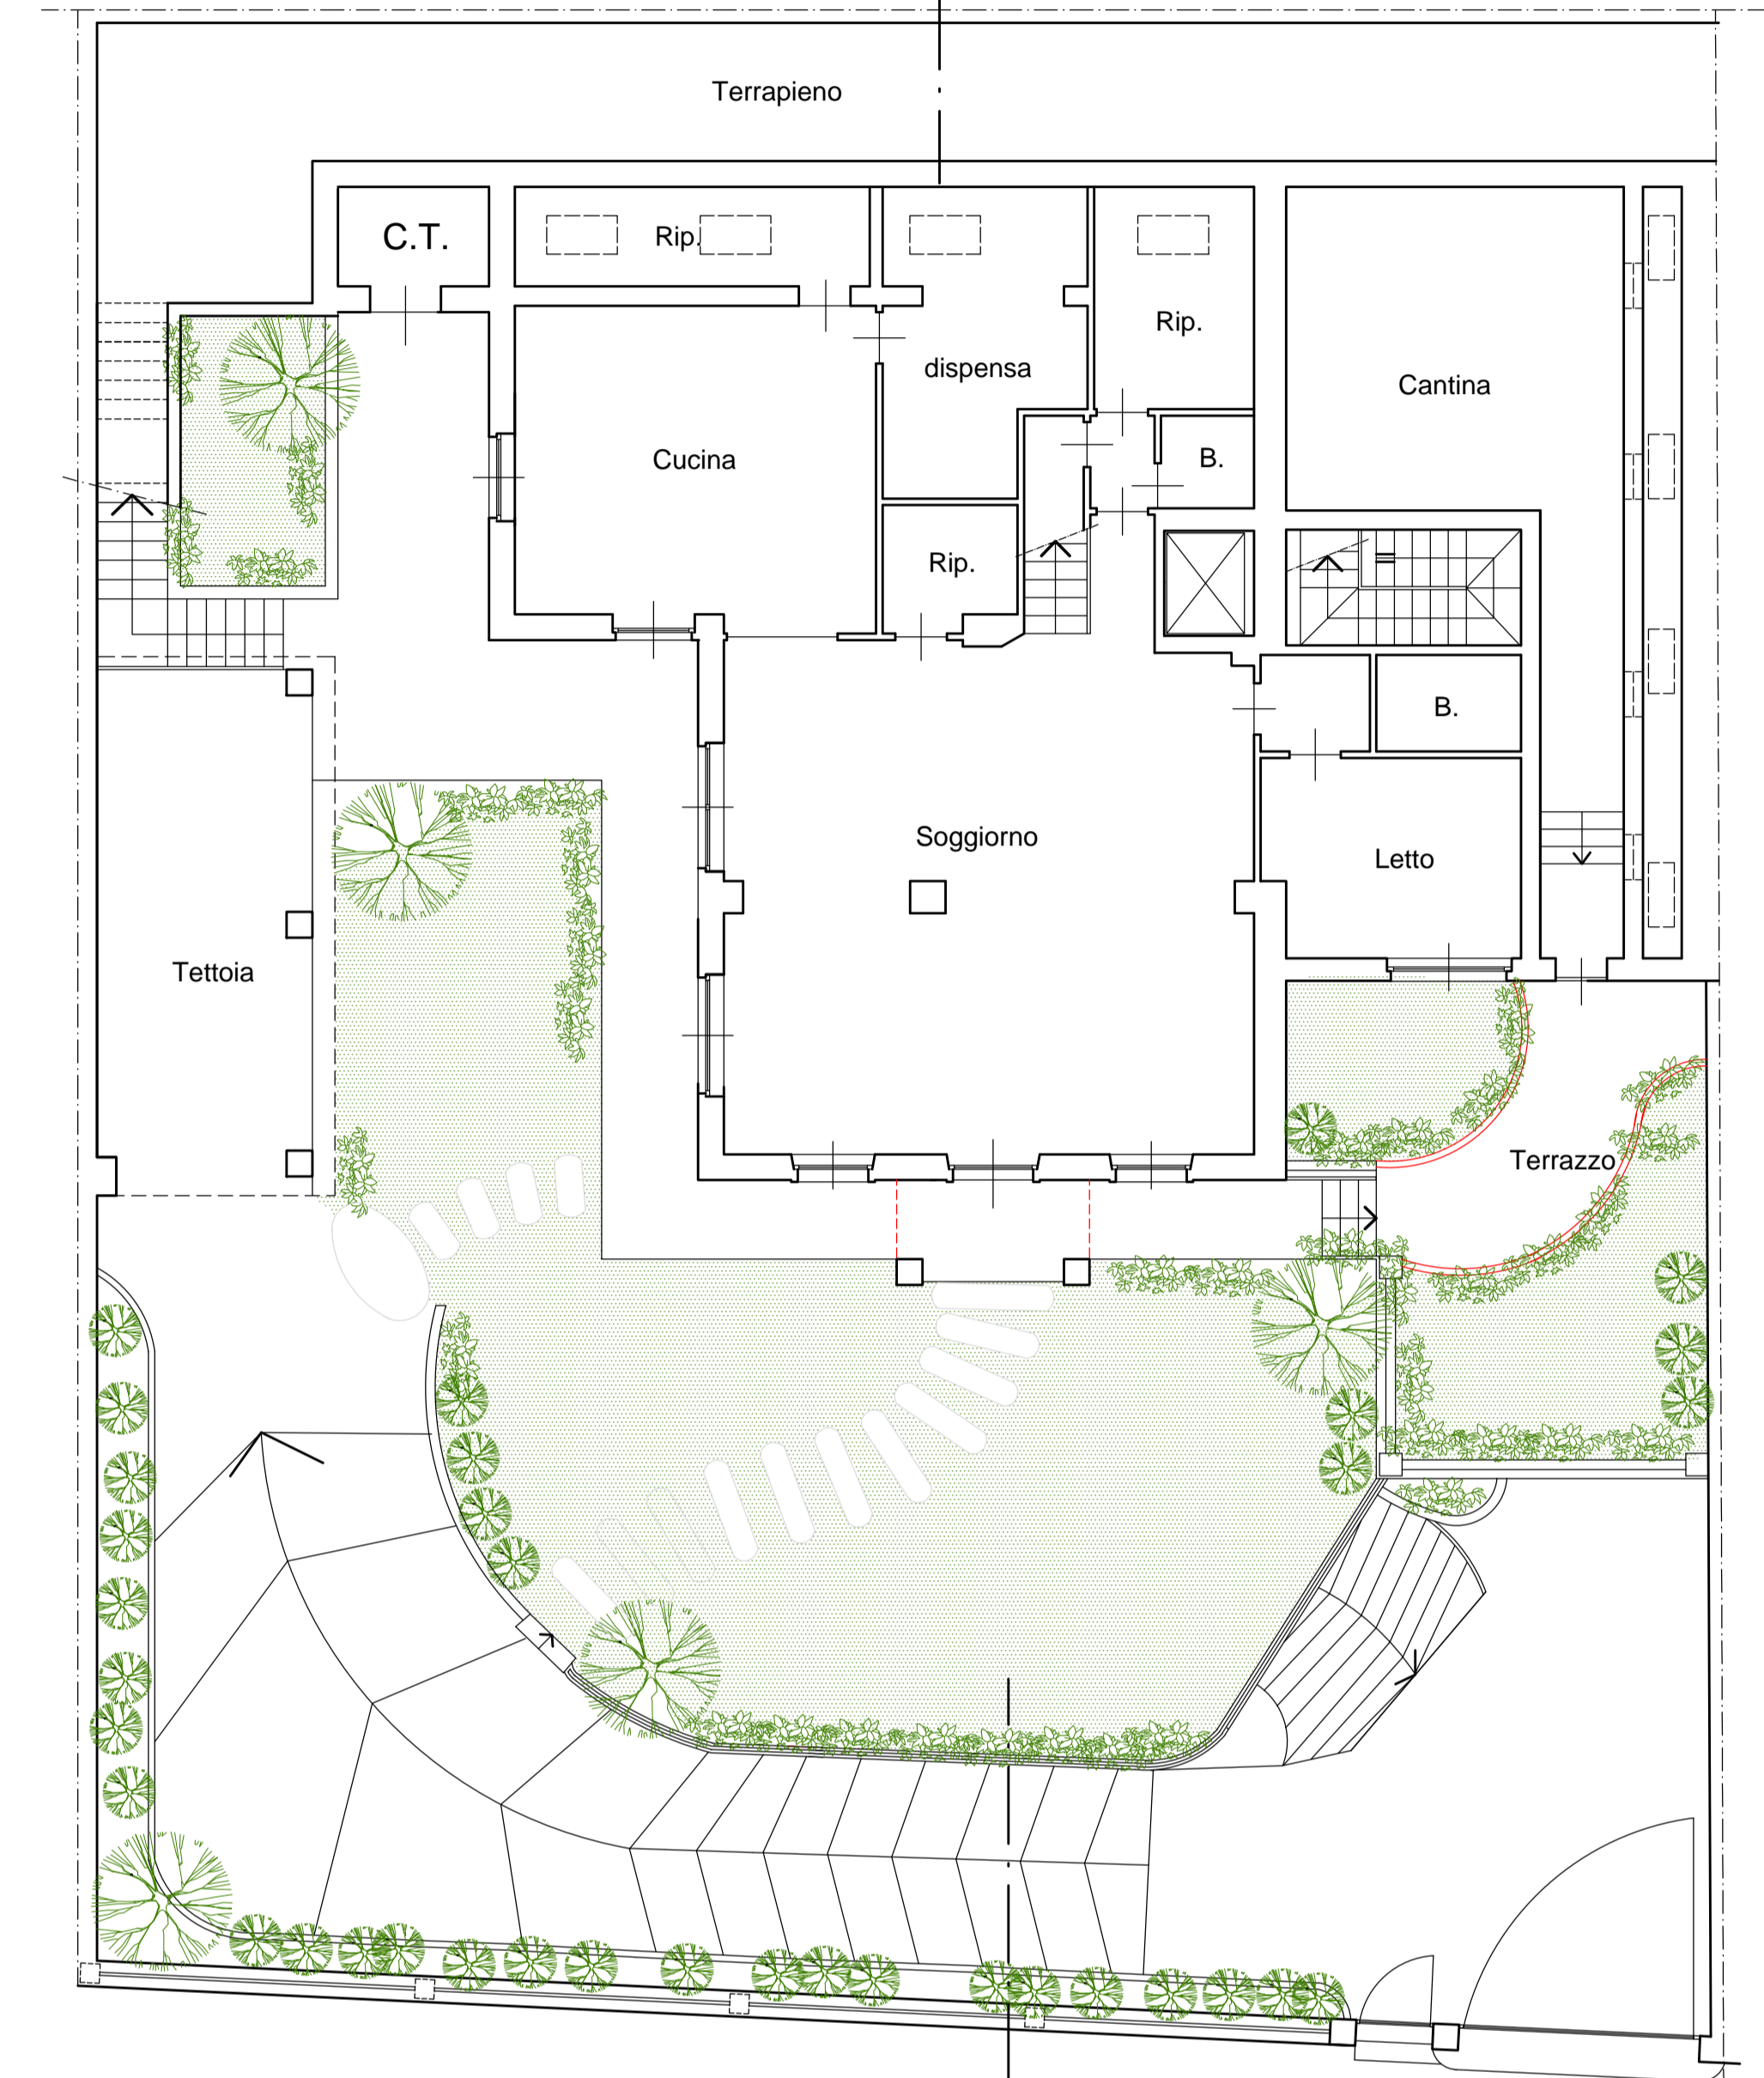 Terrapieno
C.T.
Rip.
Rip.
dispensa
Cantina
Cucina
B.
Rip.
B.
Soggiorno
Letto
Tettoia
Terrazzo